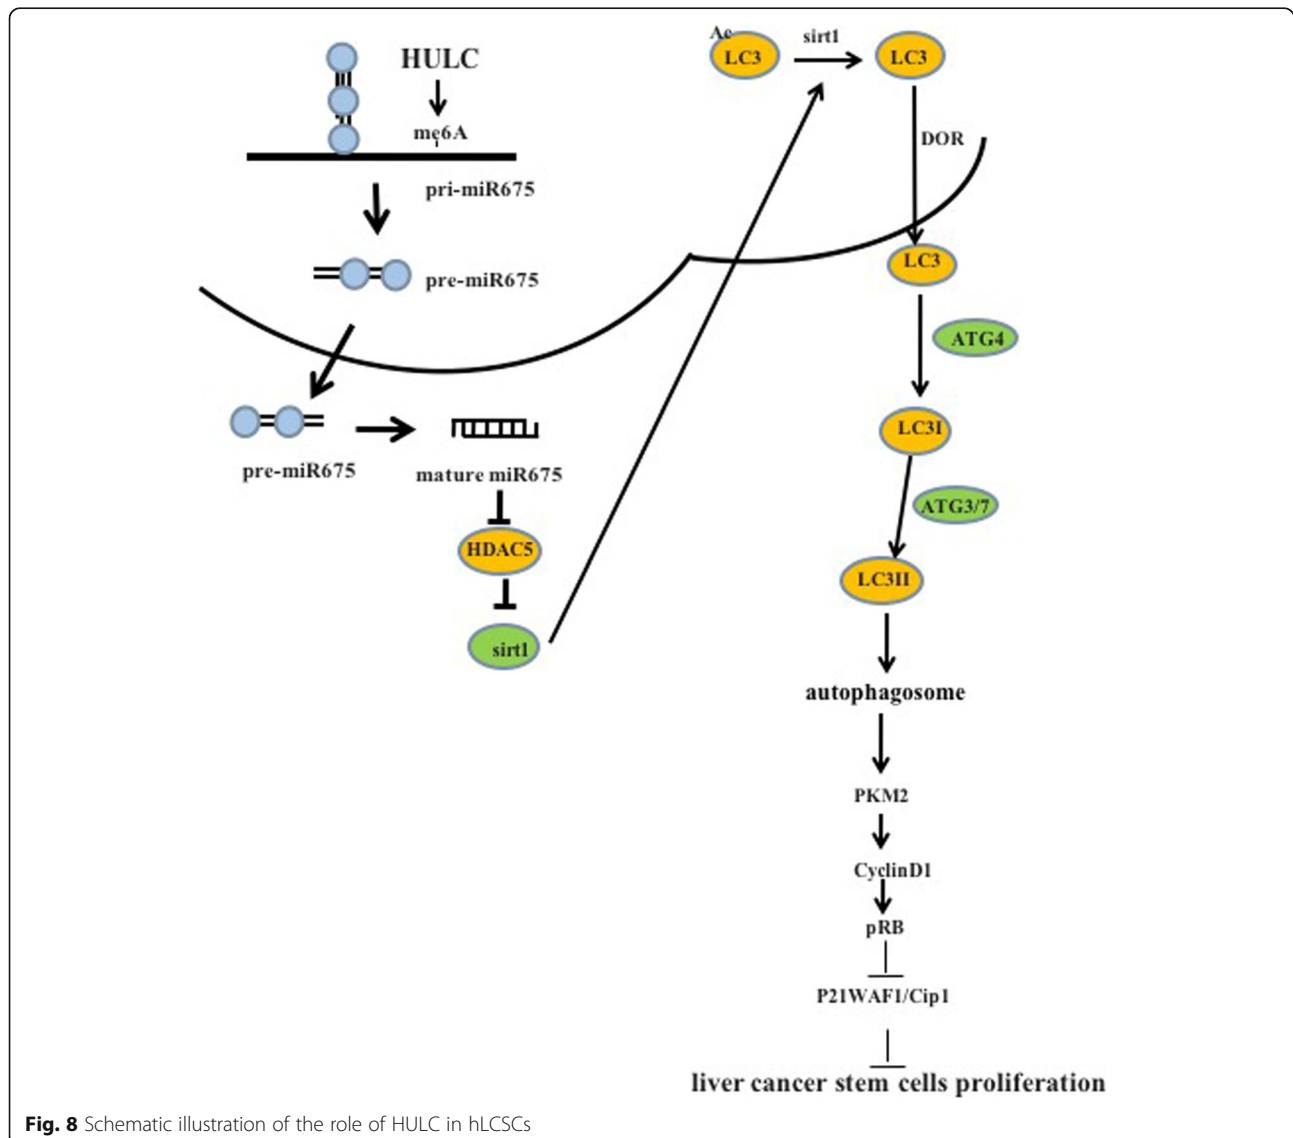 HULC
me6A
pri-miR675
pre-miR675
pre-miR675
mature miR675
HDAC5
sirt1
Ac
LC3
sirt1
LC3
DOR
LC3
ATG4
LC3I
ATG3/7
LC3II
autophagosome
PKM2
CyclinD1
pRB
P21WAF1/Cip1
liver cancer stem cells proliferation
Fig. 8 Schematic illustration of the role of HULC in hLCSCs